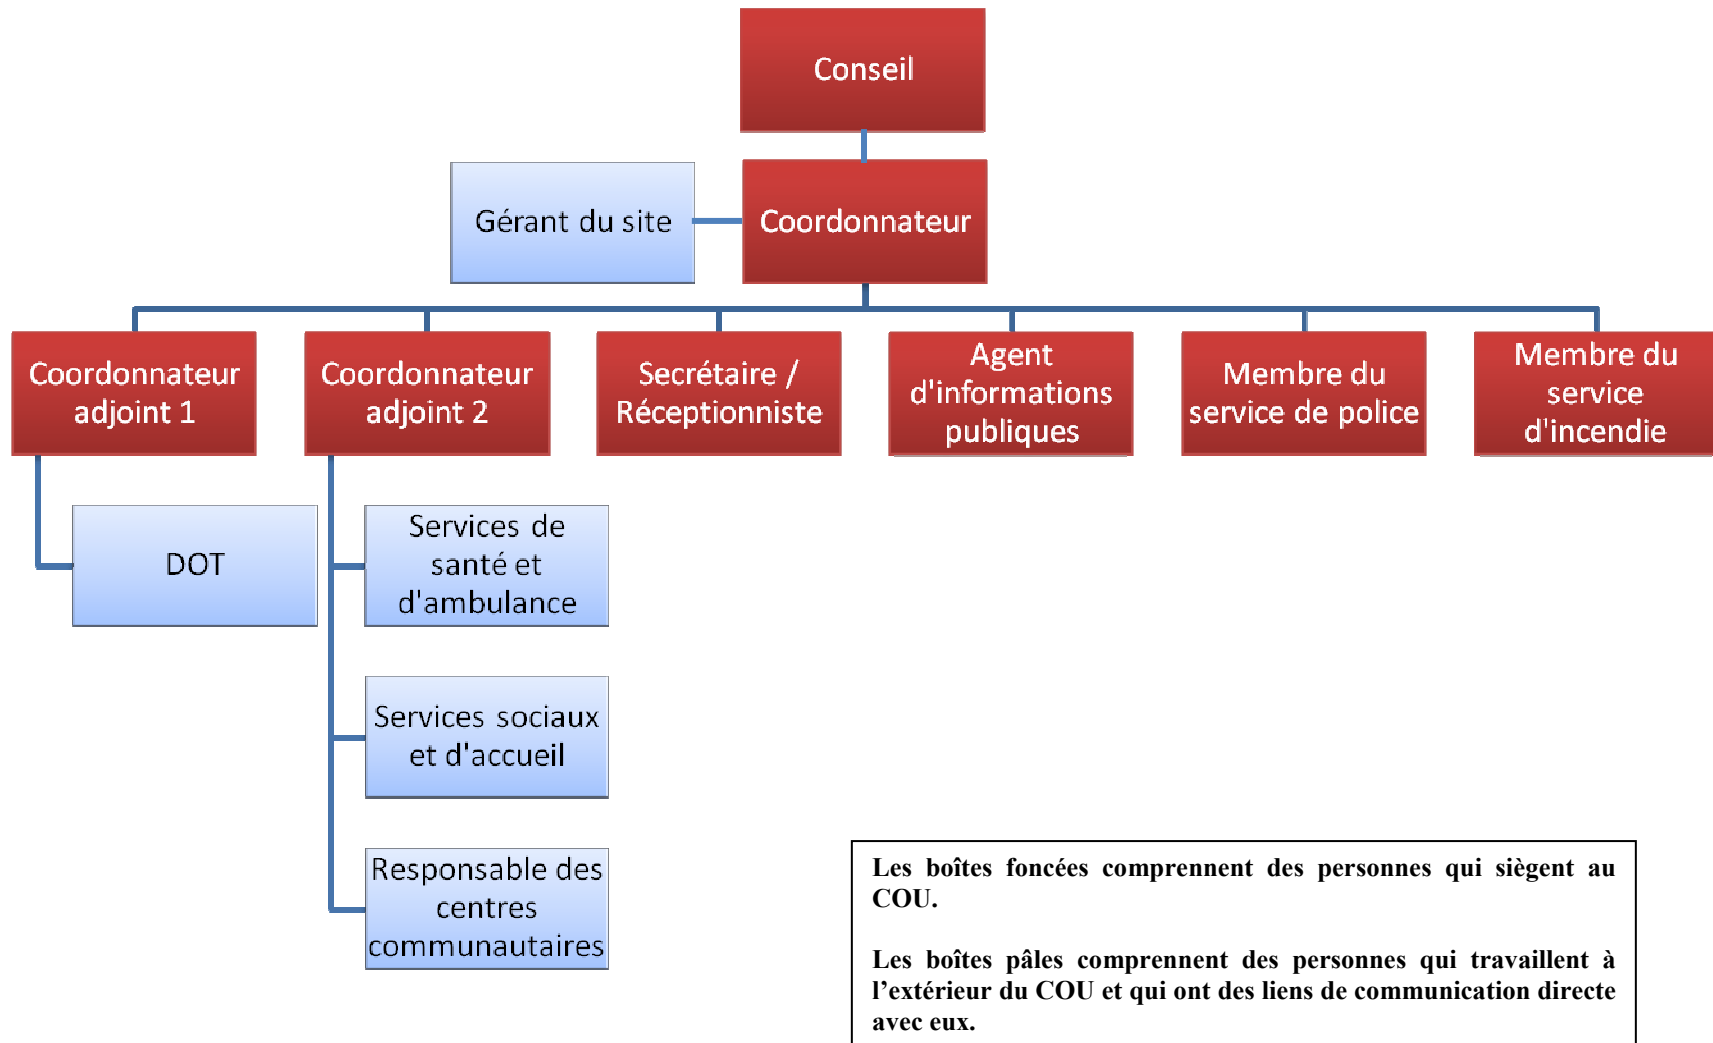 Conseil
Gérant du site
Coordonnateur
Coordonnateur
adjoint 1
Coordonnateur
adjoint 2
Secrétaire /
Réceptionniste
Agent
d'informations
publiques
Membre du
service de police
Membre du
service
d'incendie
DOT
Services de
santé et
d'ambulance
Services sociaux
et d'accueil
Responsable des
centres
communautaires
Les boîtes foncées comprennent des personnes qui siègent au
COU.
Les boîtes pâles comprennent des personnes qui travaillent à
l’extérieur du COU et qui ont des liens de communication directe
avec eux.